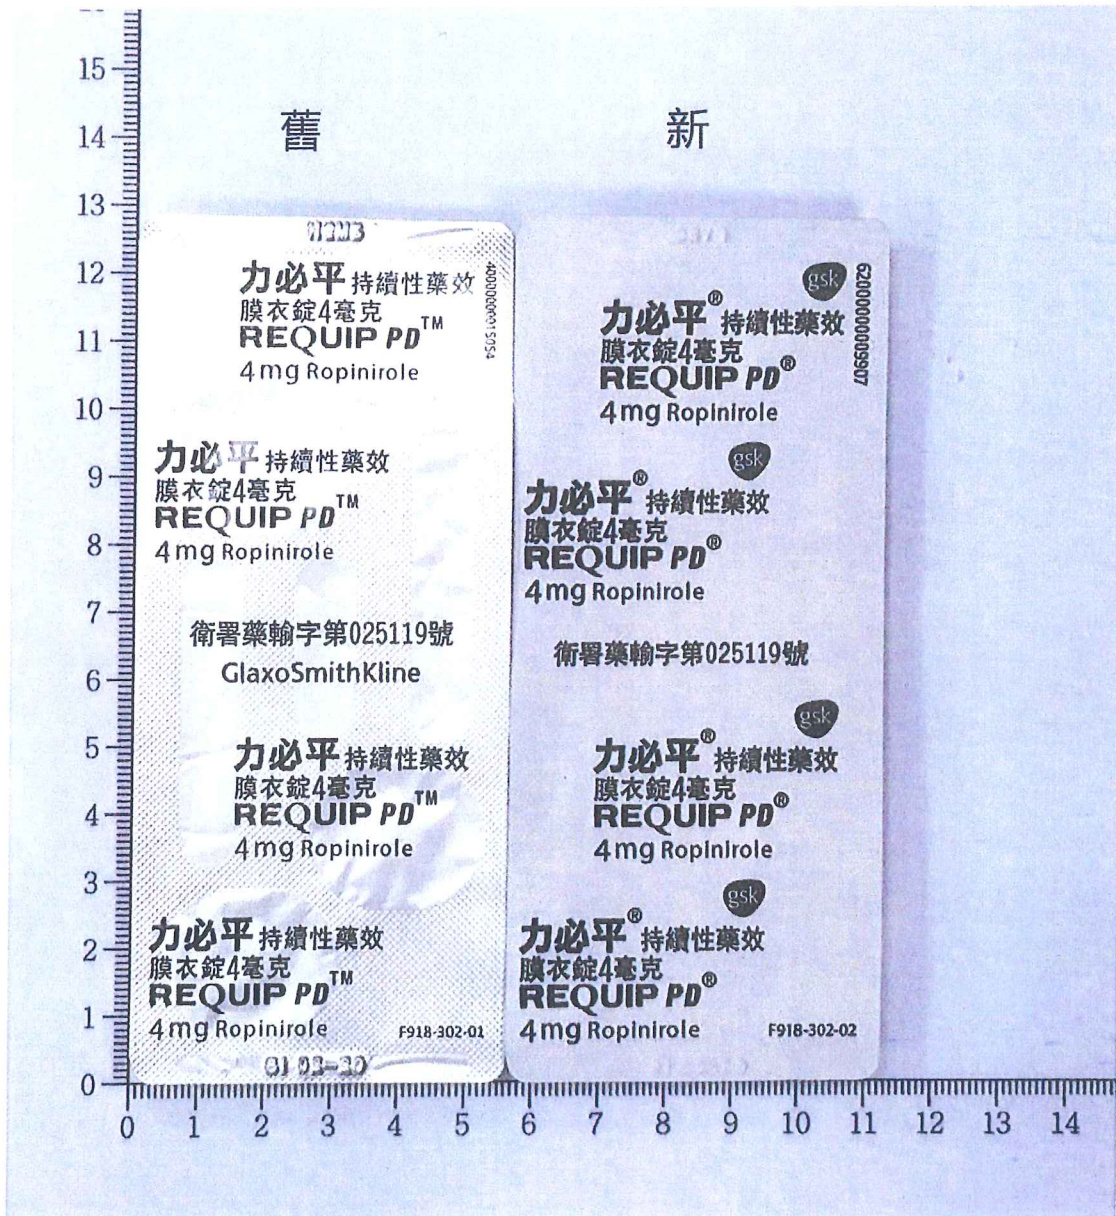 舊
力必平 持續性藥效
膜衣錠4毫克
REQUIP PD™
4mg Ropinirole
力必平 持續性藥效
膜衣錠4毫克
REQUIP PD™
4mg Ropinirole
衛署藥輸字第025119號
GlaxoSmithKline
力必平 持續性藥效
膜衣錠4毫克
REQUIP PD™
4mg Ropinirole
力必平 持續性藥效
膜衣錠4毫克
REQUIP PD™
4mg Ropinirole
F918-302-01
新
gsk
62000000009907
力必平® 持續性藥效
膜衣錠4毫克
REQUIP PD®
4mg Ropinirole
gsk
力必平® 持續性藥效
膜衣錠4毫克
REQUIP PD®
4mg Ropinirole
衛署藥輸字第025119號
gsk
力必平® 持續性藥效
膜衣錠4毫克
REQUIP PD®
4mg Ropinirole
gsk
力必平® 持續性藥效
膜衣錠4毫克
REQUIP PD®
4mg Ropinirole
F918-302-02
15
14
13
12
11
10
9
8
7
6
5
4
3
2
1
0
0 1 2 3 4 5 6 7 8 9 10 11 12 13 14